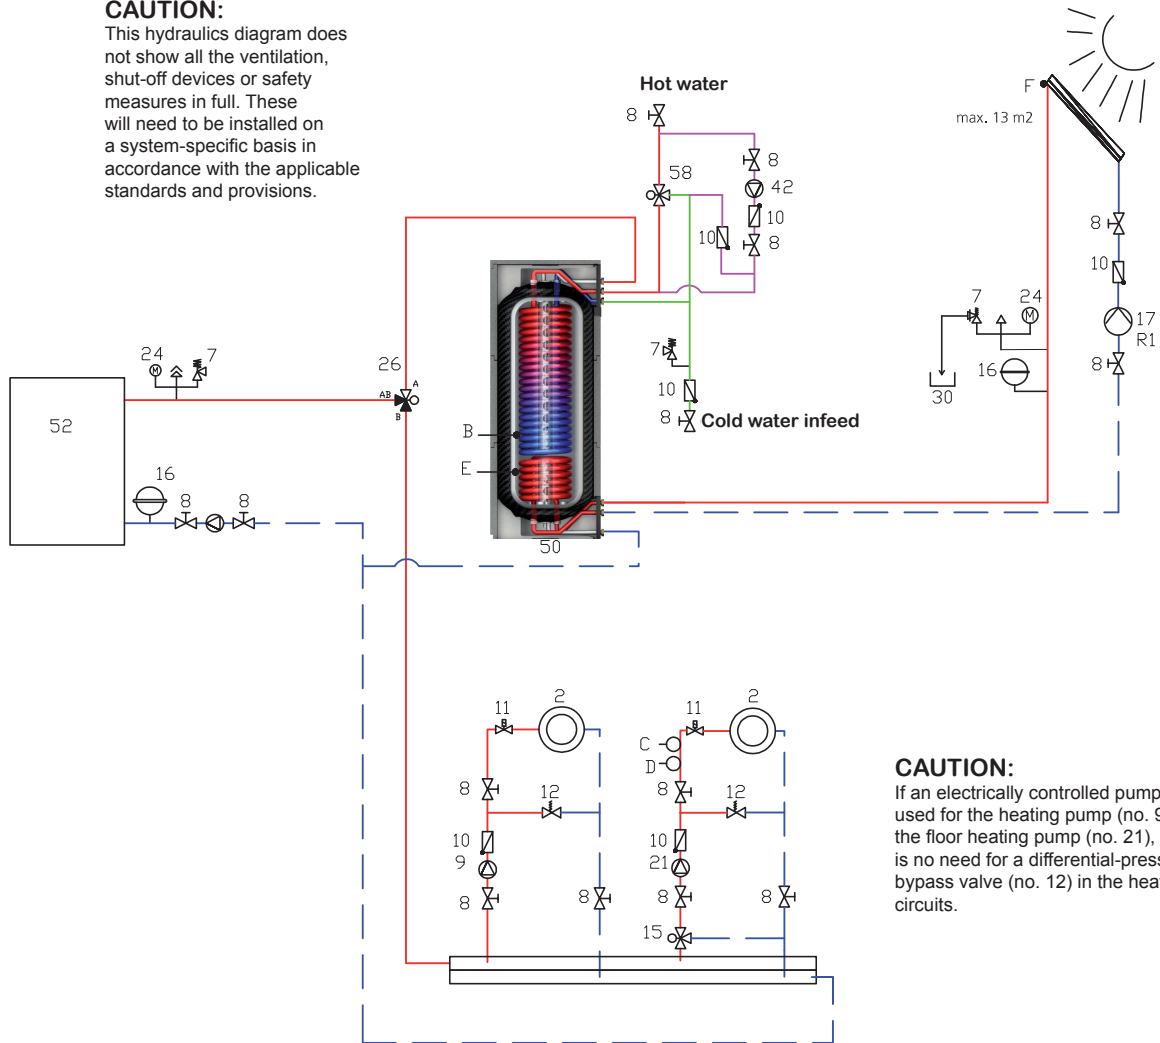 CAUTION:
This hydraulics diagram does
not show all the ventilation,
shut-off devices or safety
measures in full. These
will need to be installed on
a system-specific basis in
accordance with the applicable
standards and provisions.
Hot water
8
F
max. 13 m2
8
58
42
10
10
8
8
10
7
24
17
R1
16
8
30
7
10
8
Cold water infeed
24
7
26
A
AB
B
52
B
E
16
8
8
50
11
2
11
2
C
D
8
12
8
12
10
9
10
21
8
8
8
8
15
CAUTION:
If an electrically controlled pump
used for the heating pump (no. 9
the floor heating pump (no. 21),
is no need for a differential-press
bypass valve (no. 12) in the hea
circuits.
M
M